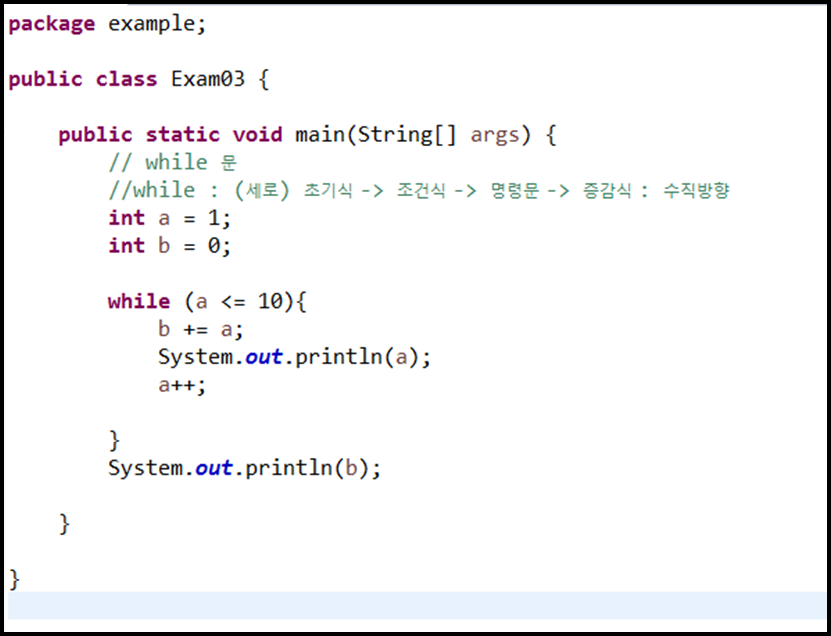 package example;
public class Exam03 {
public static void main(String[] args) {
// while 문
//while : (세로) 초기식 -> 조건식 -> 명령문 -> 증감식 : 수직방향
int a = 1;
int b = 0;
while (a <= 10){
b += a;
System.out.println(a);
a++;
}
System.out.println(b);
}
}